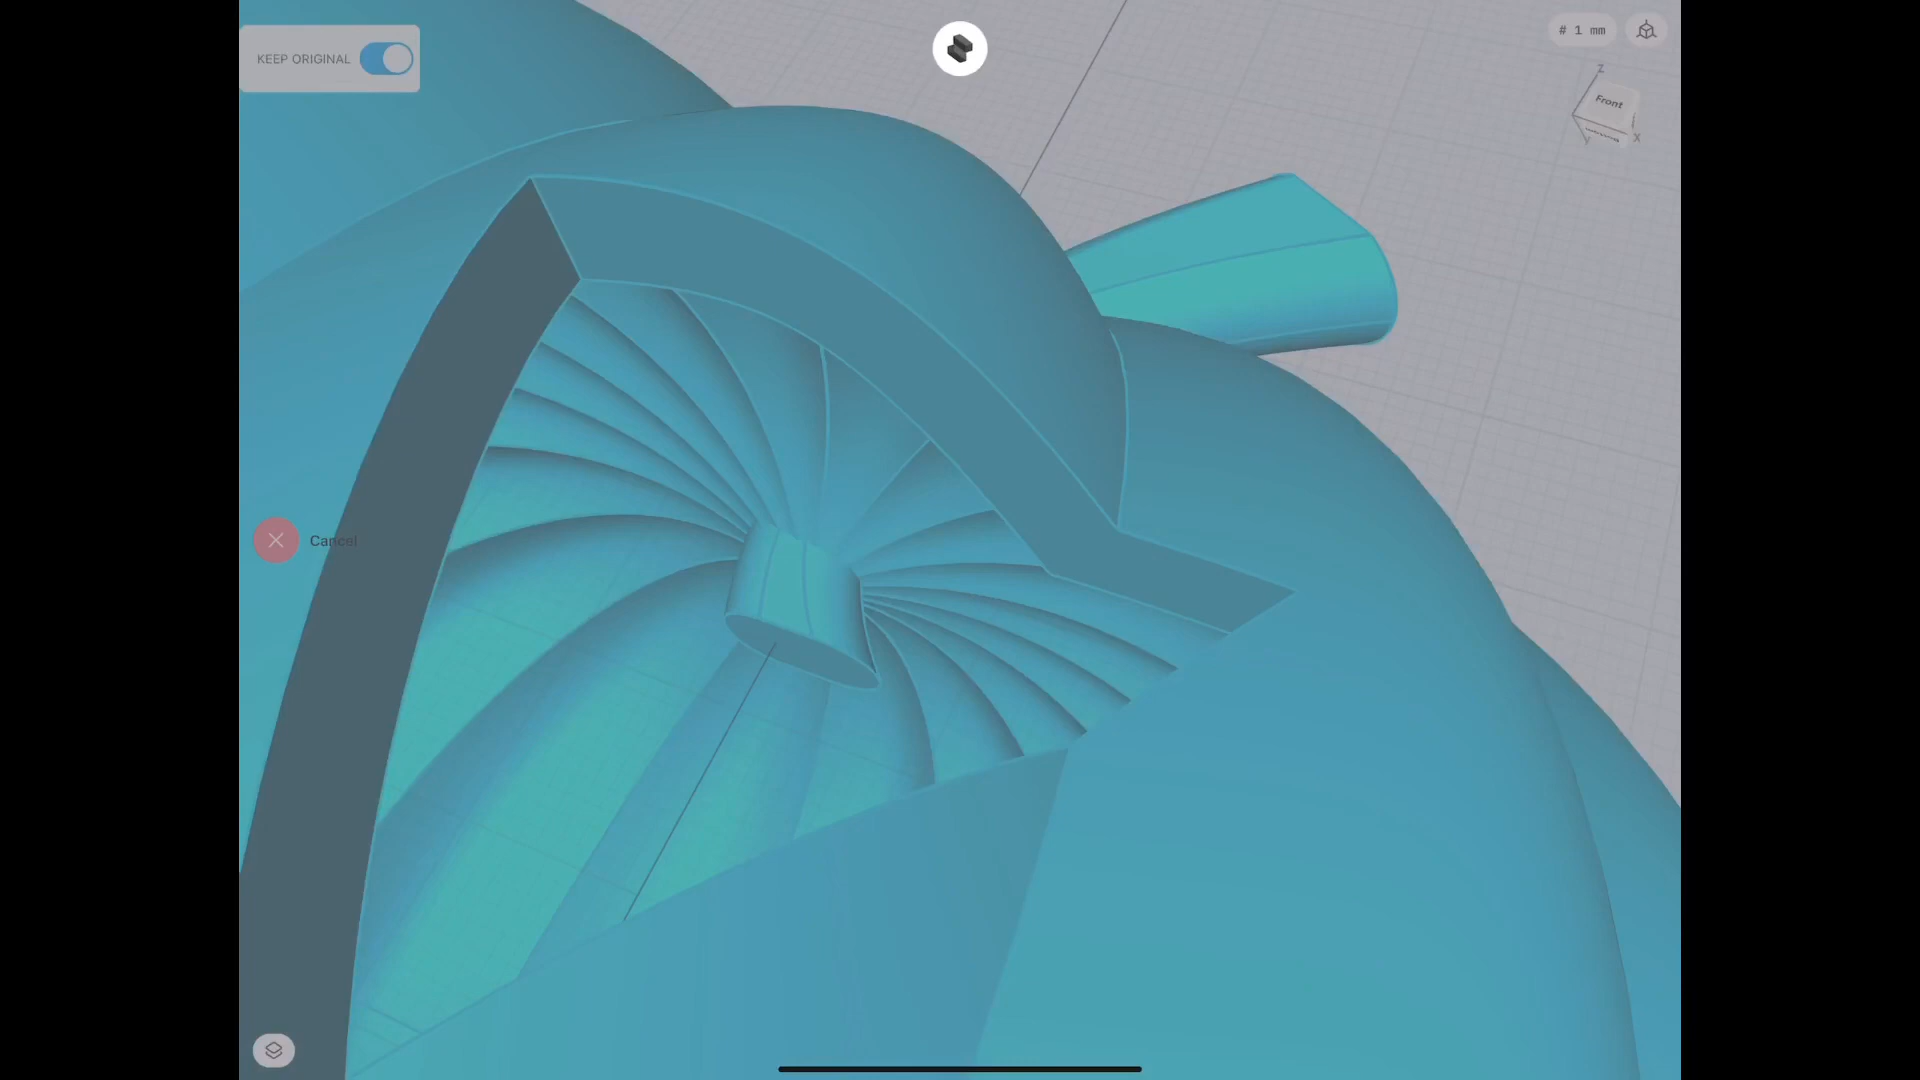 KEEP ORIGINAL
# 1 mm
Z
Front
X
Y
Cancel